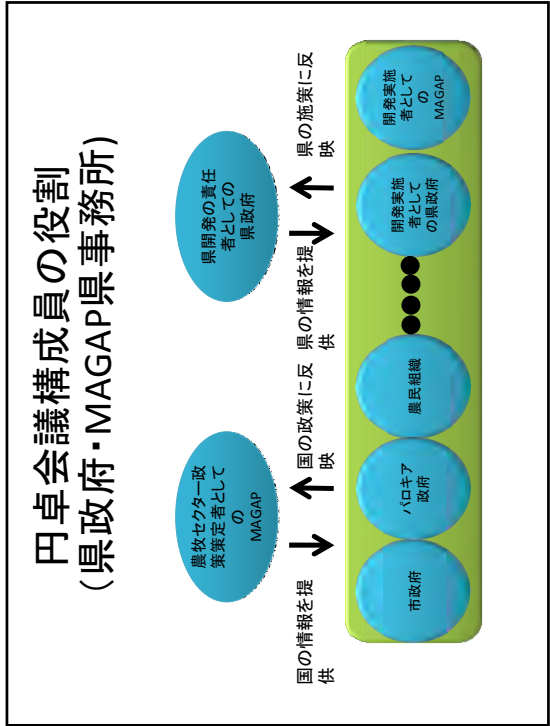 円卓会議構成員の役割
(県政府・MAGAP県事務所)
農牧セクター政
策策定者として
の
MAGAP
県開発の責任
者としての
県政府
国の情報を提
供
国の政策に反
映
県の情報を提
供
県の施策に反
映
市政府
パロキア
政府
農民組織
開発実施
者として
の県政府
開発実施
者として
の
MAGAP